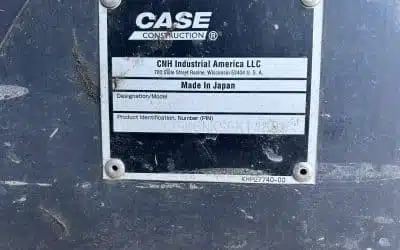 CASE
CONSTRUCTION ®
CNH Industrial America LLC
700 State Street Racine, Wisconsin 53404 U. S. A.
Made In Japan
Designation/Model
Product Identification, Number (PIN)
KHP27740-00